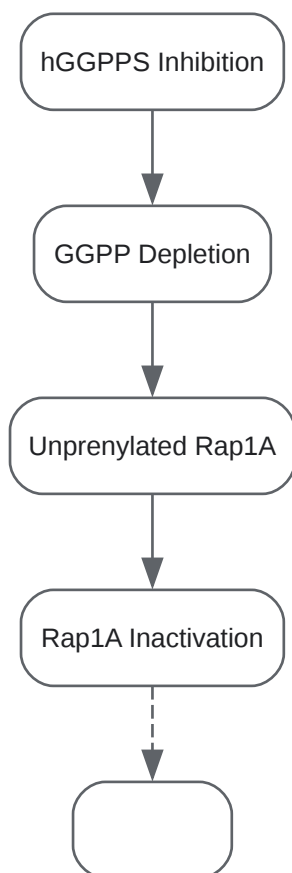 hGGPPS Inhibition
GGPP Depletion
Unprenylated Rap1A
Rap1A Inactivation